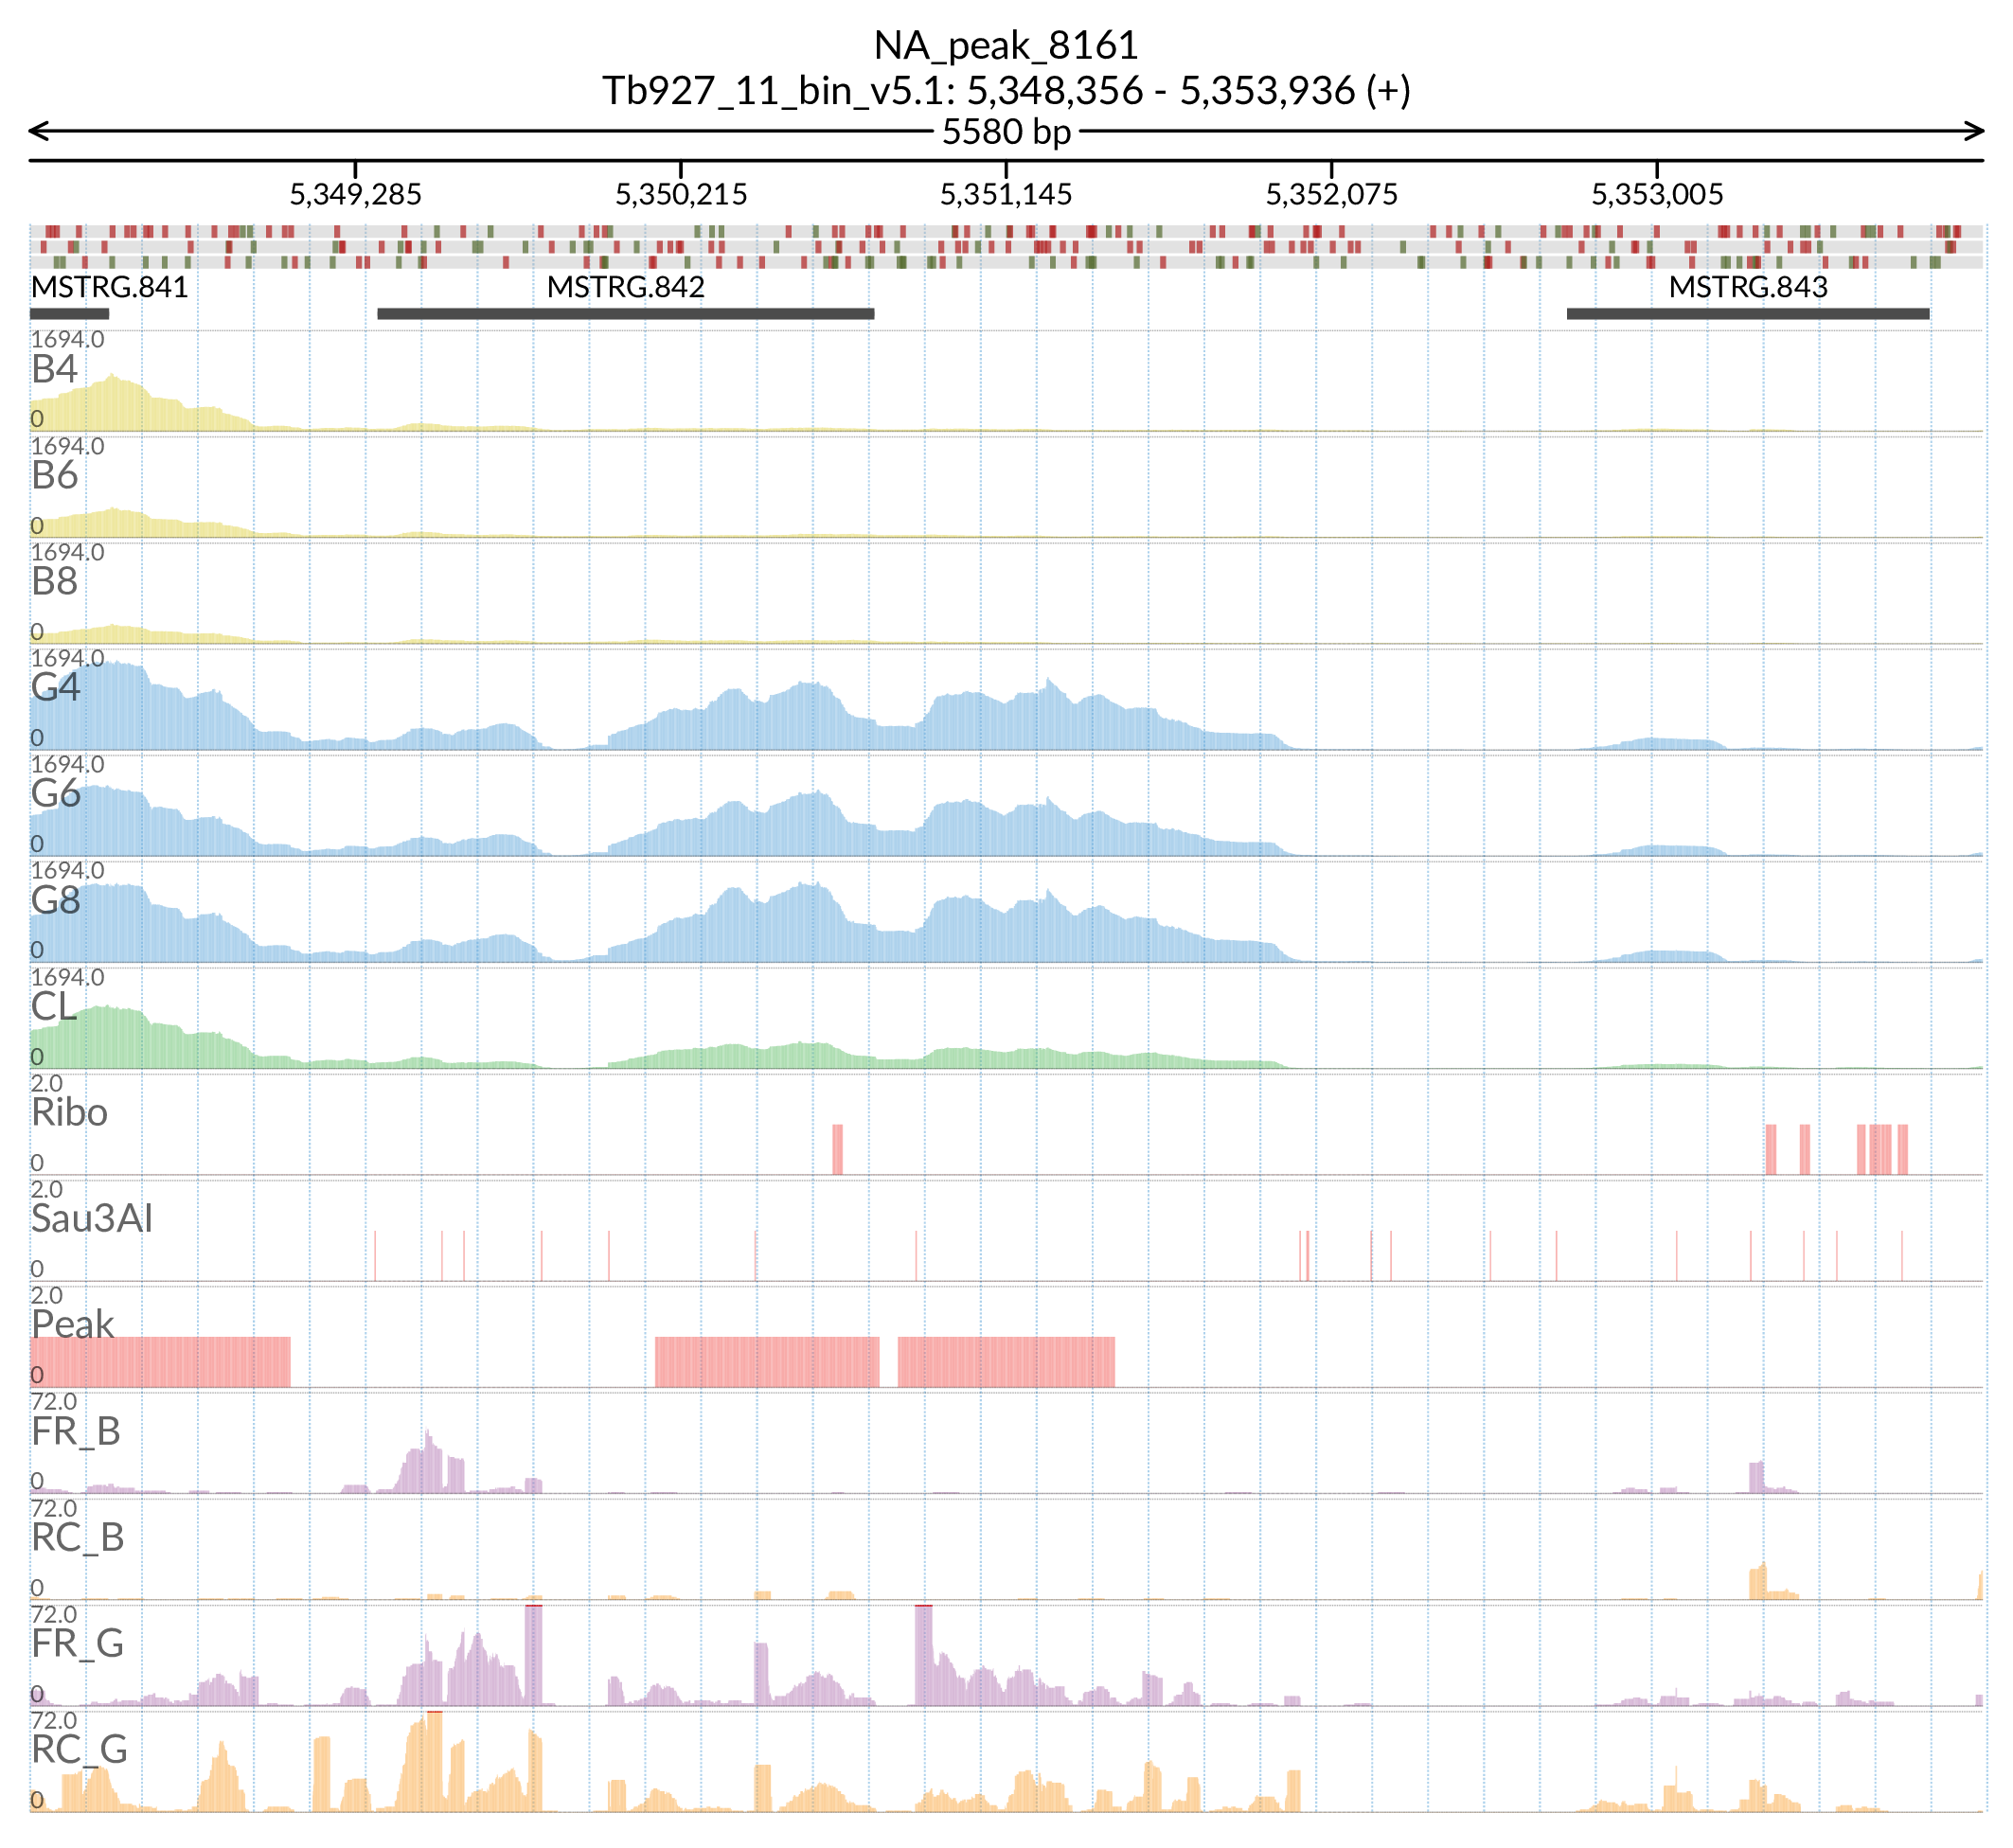 NA_peak_8161
Tb927_11_bin_v5.1: 5,348,356 - 5,353,936 (+)
5580 bp
5,349,285 5,350,215 5,351,145 5,352,075 5,353,005
MSTRG.841 MSTRG.842 MSTRG.843
1694.0
B4
0
1694.0
B6
0
1694.0
B8
0
1694.0
G4
0
1694.0
G6
0
1694.0
G8
0
1694.0
CL
0
2.0
Ribo
0
2.0
Sau3AI
0
2.0
Peak
0
72.0
FR_B
0
72.0
RC_B
0
72.0
FR_G
0
72.0
RC_G
0